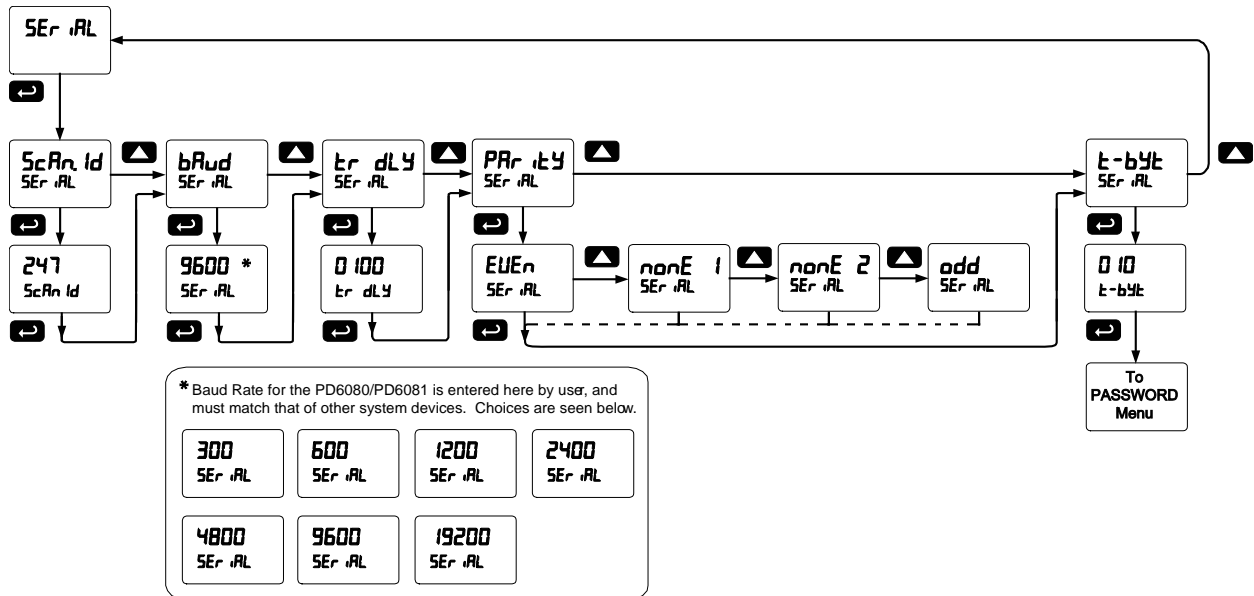 SEr iAL
ScAn.Id
SEr iAL
bAud
SEr iAL
tr dLY
SEr iAL
PAr itY
SEr iAL
t-bYt
SEr iAL
247
ScAn Id
9600 *
SEr iAL
0 100
tr dLY
EUEn
SEr iAL
nonE 1
SEr iAL
nonE 2
SEr iAL
odd
SEr iAL
0 10
t-bYt
To
PASSWORD
Menu
* Baud Rate for the PD6080/PD6081 is entered here by user, and
must match that of other system devices. Choices are seen below.
300
SEr iAL
600
SEr iAL
1200
SEr iAL
2400
SEr iAL
4800
SEr iAL
9600
SEr iAL
19200
SEr iAL